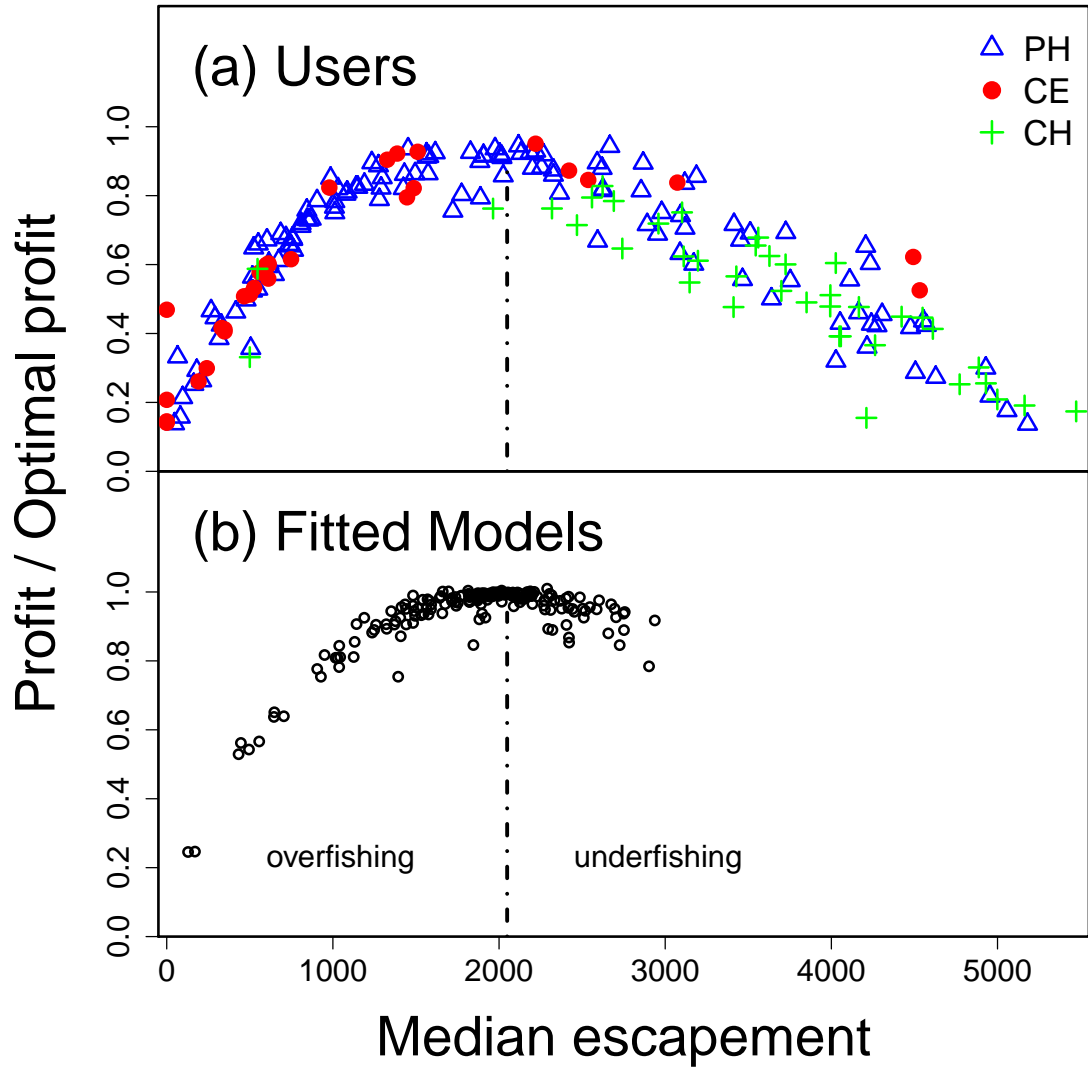 (a) Users
PH
CE
CH
1.0
0.8
0.6
0.4
0.2
0.0
(b) Fitted Models
1.0
0.8
0.6
0.4
0.2
0.0
overfishing
underfishing
0 1000 2000 3000 4000 5000
Median escapement
Profit / Optimal profit